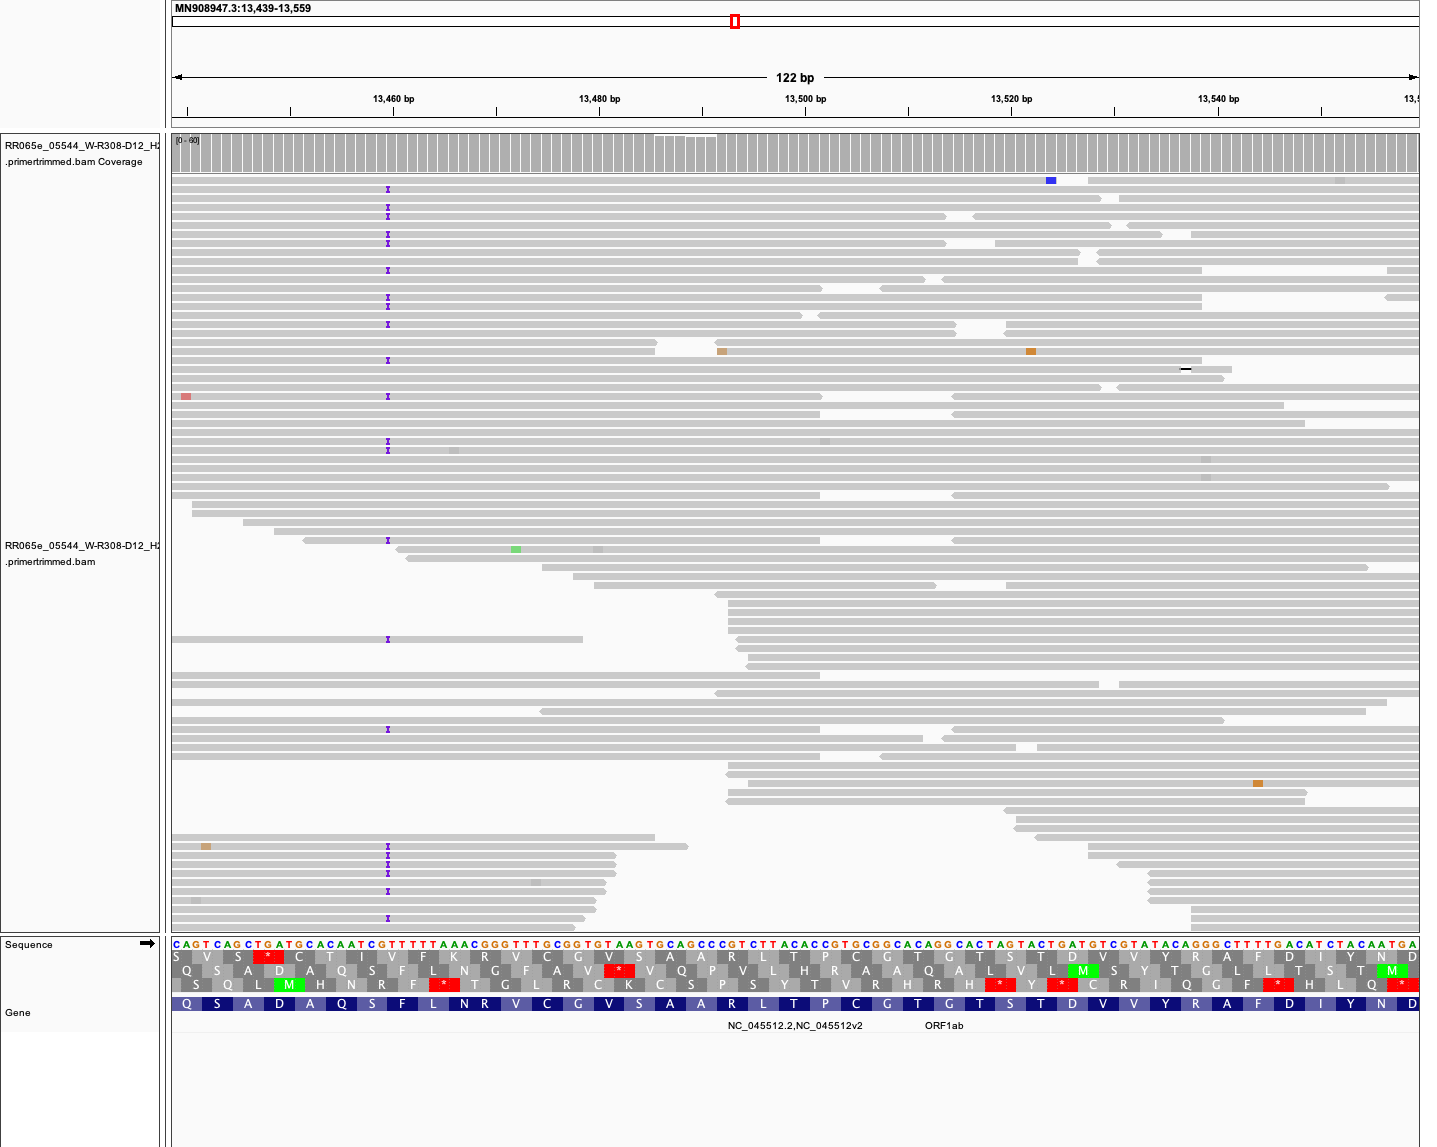 MN908947.3:13,439-13,559
122 bp
13,460 bp 13,480 bp 13,500 bp 13,520 bp 13,540 bp 13,5
RR065e_05544_W-R308-D12_H
.primertrimmed.bam Coverage
[0 - 60]
RR065e_05544_W-R308-D12_H
.primertrimmed.bam
Sequence
CAGTCAGCTGATGCACAATCGTTTTTAAACGGGTTTGCGGTGTAAGTGCAGCCCGTCTTACACCGTGCGGCACAGGCACTAGTACTGATGTCGTATACAGGGCTTTTGACATCTACAATGA
S V S * C T I V F K R V C G V S A A R L T P C G T G T S T D V V Y R A F D I Y N D
Q S A D A Q S F L N G F A V * V Q P V L H R A A Q A L V L M S Y T G L L T S T M
S Q L M H N R F * T G L R C K C S P S Y T V R H R H * Y * C R I Q G F * H L Q *
Gene
Q S A D A Q S F L N R V C G V S A A R L T P C G T G T S T D V V Y R A F D I Y N D
NC_045512.2,NC_045512v2 ORF1ab